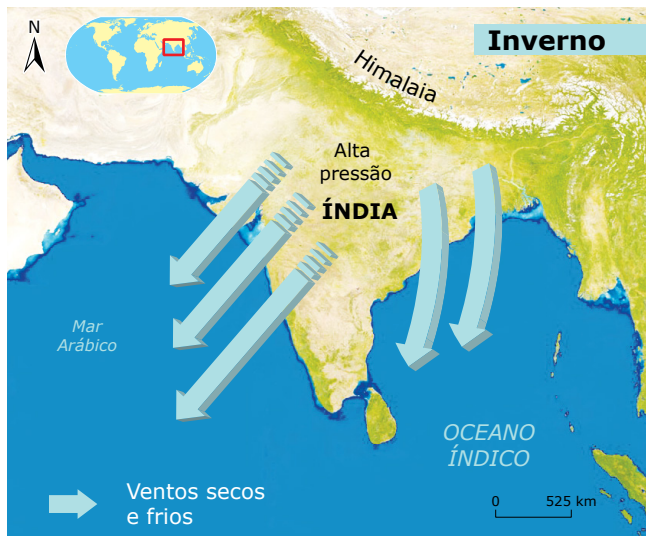 N
Inverno
Himalaia
Alta
pressão
ÍNDIA
Mar
Arábico
OCEANO
ÍNDICO
Ventos secos
e frios
0 525 km